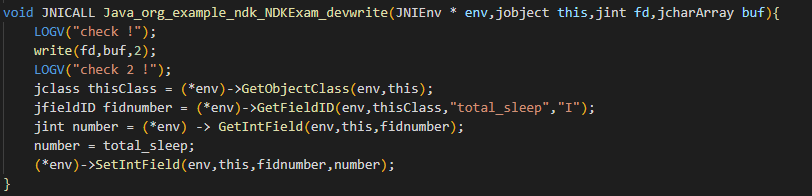 void JNICALL Java_org_example_ndk_NDKExam_devwrite(JNIEnv * env,jobject this,jint fd,jcharArray buf){
    LOGV("check !");
    write(fd,buf,2);
    LOGV("check 2 !");
    jclass thisClass = (*env)->GetObjectClass(env,this);
    jfieldID fidnumber = (*env)->GetFieldID(env,thisClass,"total_sleep","I");
    jint number = (*env) -> GetIntField(env,this,fidnumber);
    number = total_sleep;
    (*env)->SetIntField(env,this,fidnumber,number);
}